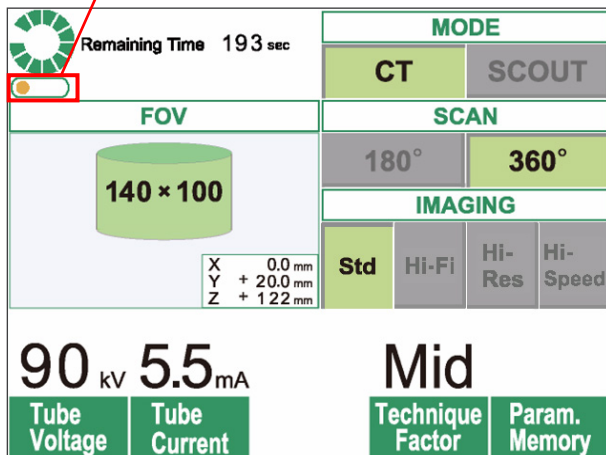 Remaining Time 193 sec
MODE
CT SCOUT
FOV
SCAN
180° 360°
140 × 100
IMAGING
Std Hi-Fi Hi-Res Hi-Speed
X 0.0 mm
Y + 20.0 mm
Z + 122 mm
90 kV 5.5 mA Mid
Tube Voltage
Tube Current
Technique Factor
Param. Memory